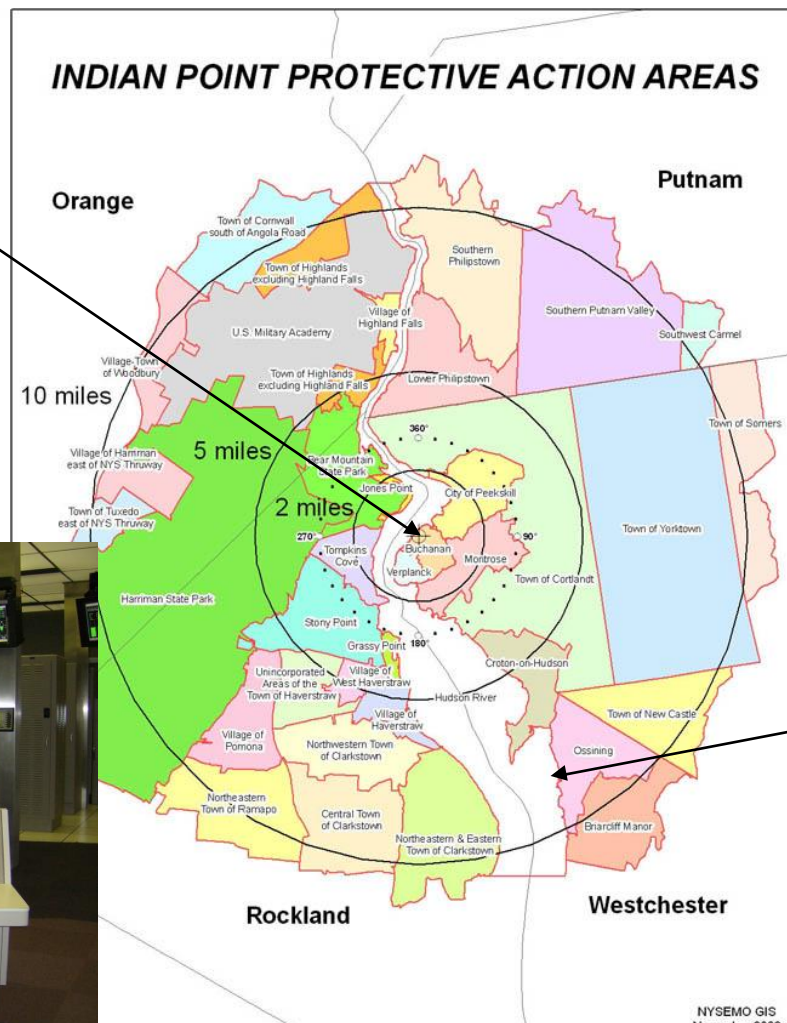 INDIAN POINT PROTECTIVE ACTION AREAS
Orange
Putnam
Town of Cornwall
south of Angola Road
Southern
Philipstown
Town of Highlands
excluding Highland Falls
Village of
Highland Falls
Southern Putnam Valley
U.S. Military Academy
Southwest Carmel
Village-Town
of Woodbury
Town of Highlands
excluding Highland Falls
Lower Philipstown
10 miles
Town of Somers
360°
5 miles
Village of Harriman
east of NYS Thruway
Bear Mountain
State Park
Jones Point
City of Peekskill
2 miles
Town of Tuxedo
east of NYS Thruway
Town of Yorktown
270°
90°
Buchanan
Tompkins
Cove
Montrose
Verplanck
Town of Cortlandt
Harriman State Park
Stony Point
Grassy Point
180°
Croton-on-Hudson
Unincorporated
Areas of the
Town of Haverstraw
Village of
West Haverstraw
Hudson River
Village of
Haverstraw
Town of New Castle
Village of
Pomona
Northwestern Town
of Clarkstown
Ossining
Northeastern
Town of Ramapo
Central Town
of Clarkstown
Briarcliff Manor
Northeastern & Eastern
Town of Clarkstown
Rockland
Westchester
NYSEMO GIS